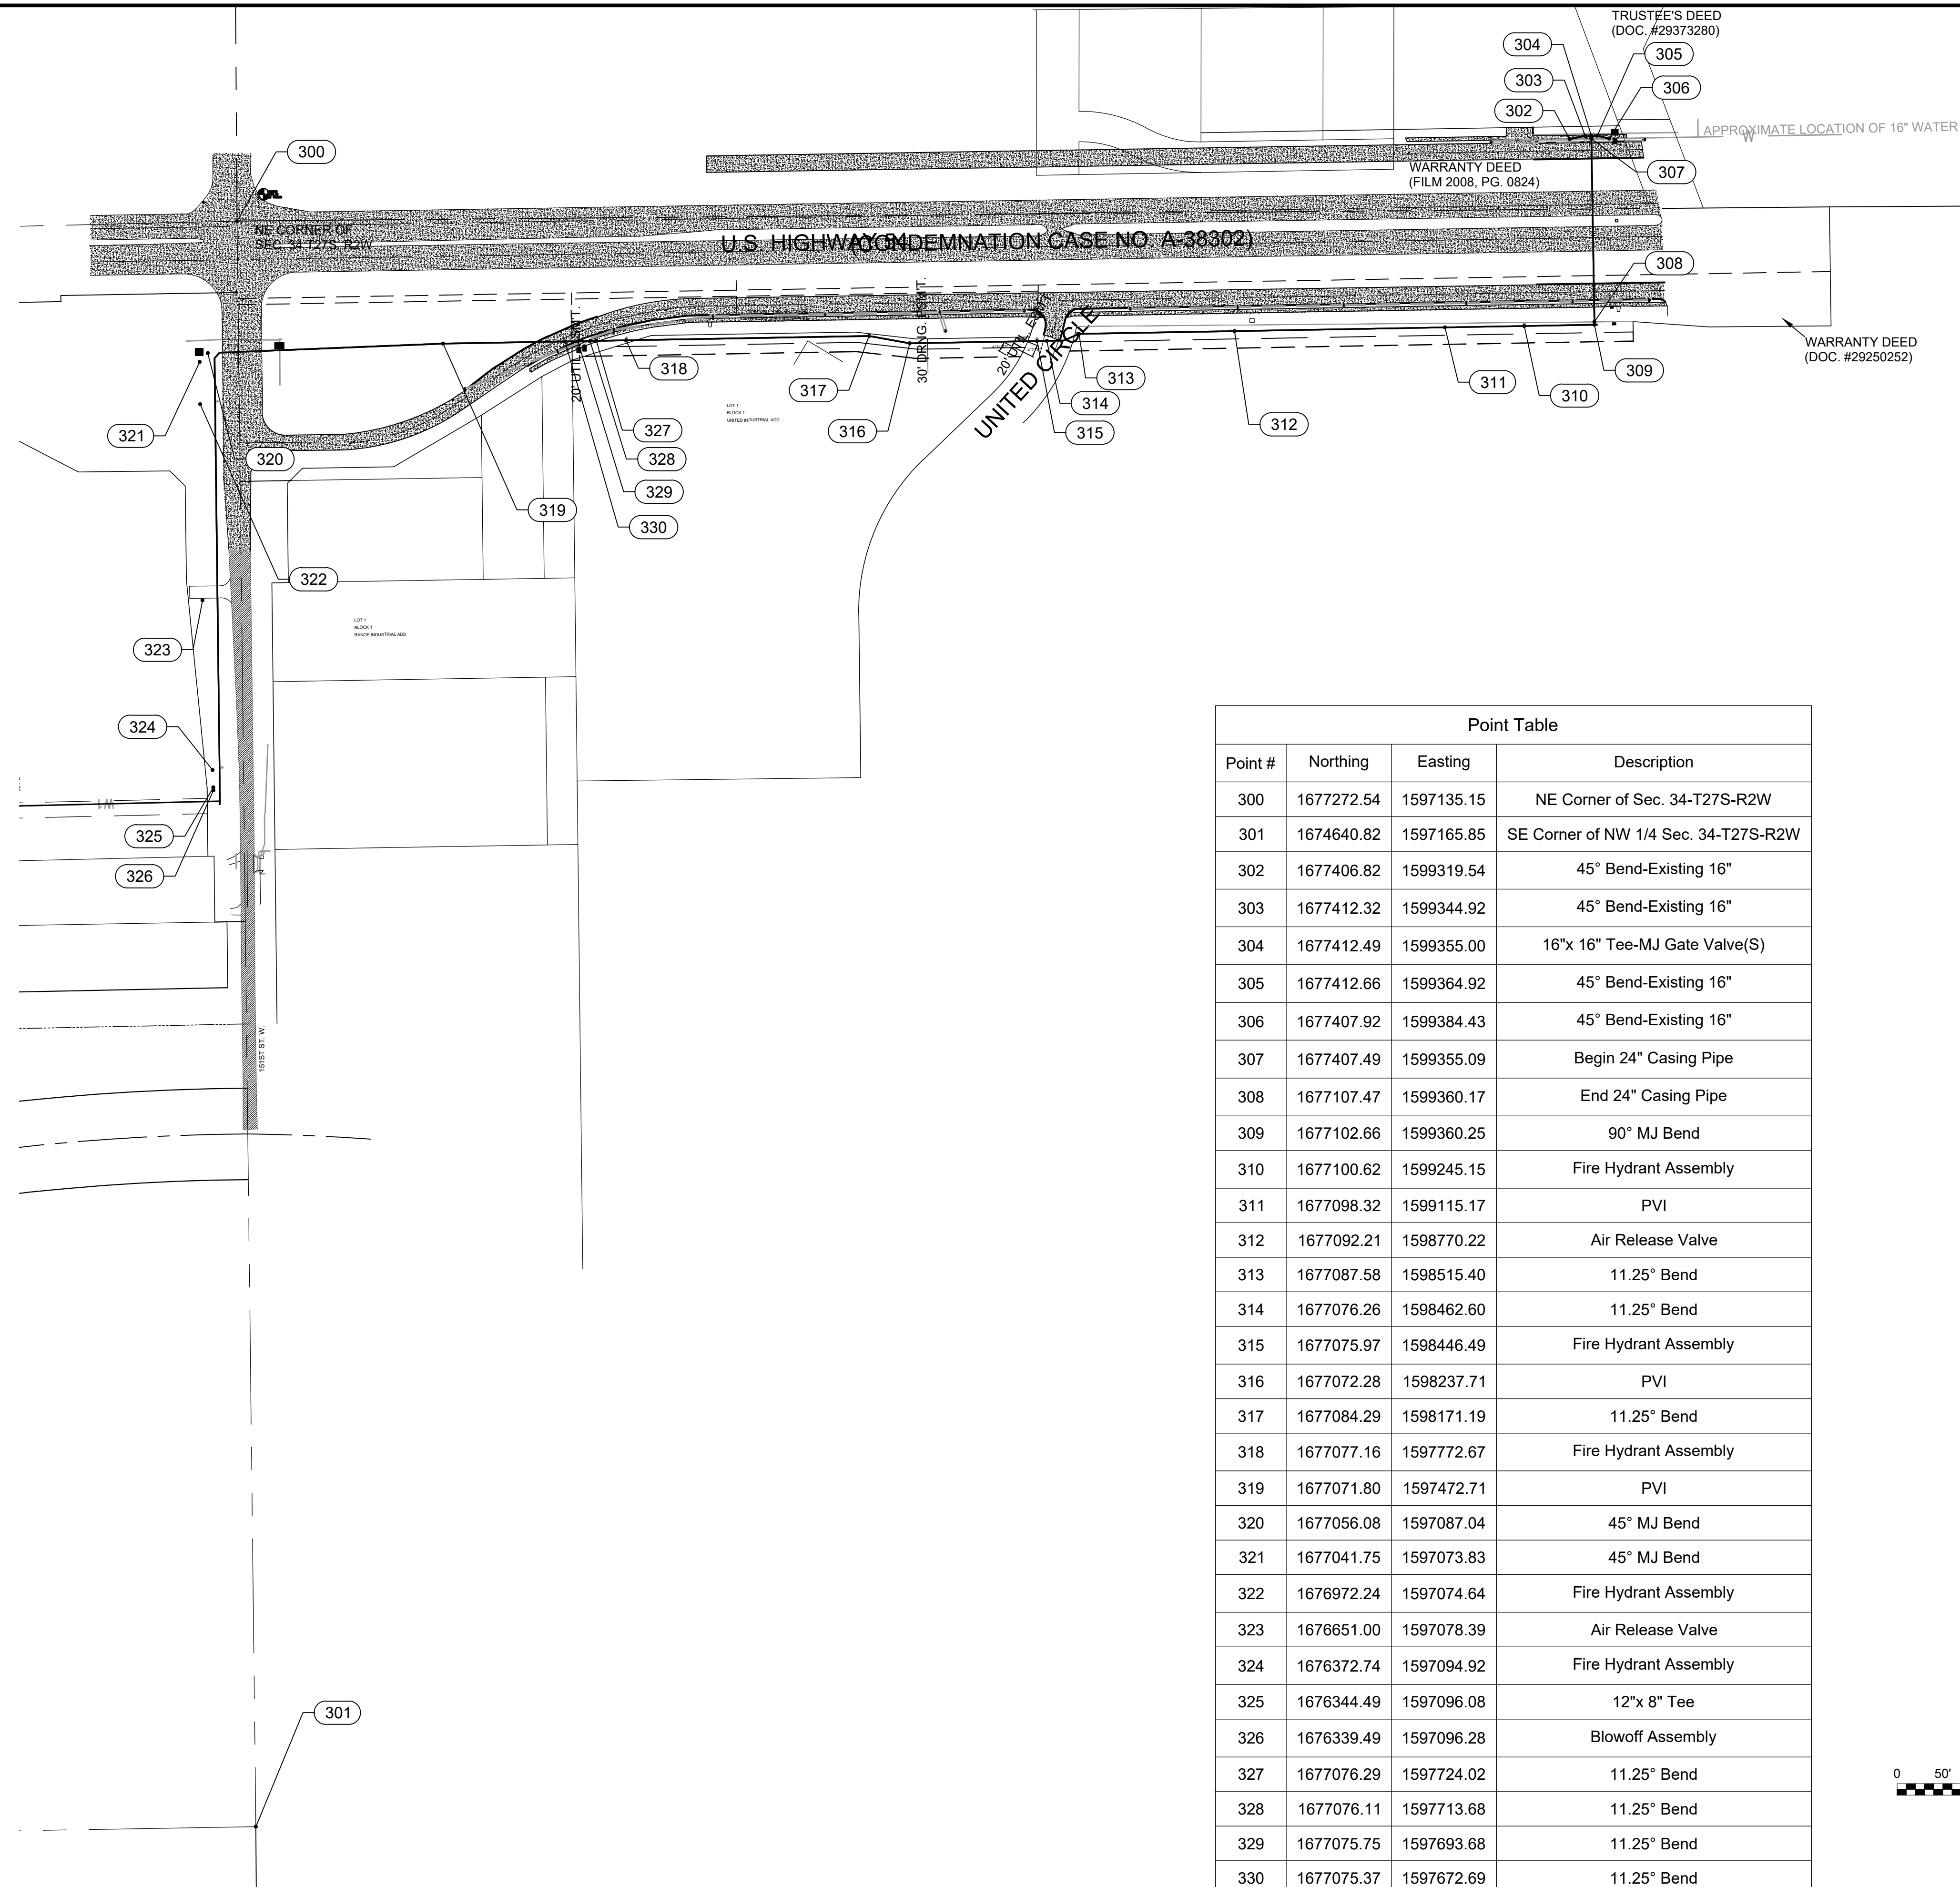 TRUSTEE'S DEED
(DOC. #29373280)
304
305
303
306
302
APPROXIMATE LOCATION OF 16" WATER
W
300
WARRANTY DEED
(FILM 2008, PG. 0824)
307
NE CORNER OF
SEC. 34-T27S-R2W
U.S. HIGHWAY 54
(CONDEMNATION CASE NO. A-38302)
308
20' UTIL. ESMT.
30' DRNG. ESMT.
20' UTIL. ESMT.
UNITED CIRCLE
WARRANTY DEED
(DOC. #29250252)
318
317
313
311
309
310
314
312
LOT 1
BLOCK 1
UNITED INDUSTRIAL ADD
321
327
316
315
320
328
329
319
330
322
LOT 1
BLOCK 1
RANGE INDUSTRIAL ADD
323
324
325
326
151ST ST. W.
301
Point Table
Point # Northing Easting Description
300 1677272.54 1597135.15 NE Corner of Sec. 34-T27S-R2W
301 1674640.82 1597165.85 SE Corner of NW 1/4 Sec. 34-T27S-R2W
302 1677406.82 1599319.54 45° Bend-Existing 16"
303 1677412.32 1599344.92 45° Bend-Existing 16"
304 1677412.49 1599355.00 16"x 16" Tee-MJ Gate Valve(S)
305 1677412.66 1599364.92 45° Bend-Existing 16"
306 1677407.92 1599384.43 45° Bend-Existing 16"
307 1677407.49 1599355.09 Begin 24" Casing Pipe
308 1677107.47 1599360.17 End 24" Casing Pipe
309 1677102.66 1599360.25 90° MJ Bend
310 1677100.62 1599245.15 Fire Hydrant Assembly
311 1677098.32 1599115.17 PVI
312 1677092.21 1598770.22 Air Release Valve
313 1677087.58 1598515.40 11.25° Bend
314 1677076.26 1598462.60 11.25° Bend
315 1677075.97 1598446.49 Fire Hydrant Assembly
316 1677072.28 1598237.71 PVI
317 1677084.29 1598171.19 11.25° Bend
318 1677077.16 1597772.67 Fire Hydrant Assembly
319 1677071.80 1597472.71 PVI
320 1677056.08 1597087.04 45° MJ Bend
321 1677041.75 1597073.83 45° MJ Bend
322 1676972.24 1597074.64 Fire Hydrant Assembly
323 1676651.00 1597078.39 Air Release Valve
324 1676372.74 1597094.92 Fire Hydrant Assembly
325 1676344.49 1597096.08 12"x 8" Tee
326 1676339.49 1597096.28 Blowoff Assembly
327 1677076.29 1597724.02 11.25° Bend
328 1677076.11 1597713.68 11.25° Bend
329 1677075.75 1597693.68 11.25° Bend
330 1677075.37 1597672.69 11.25° Bend
0 50'